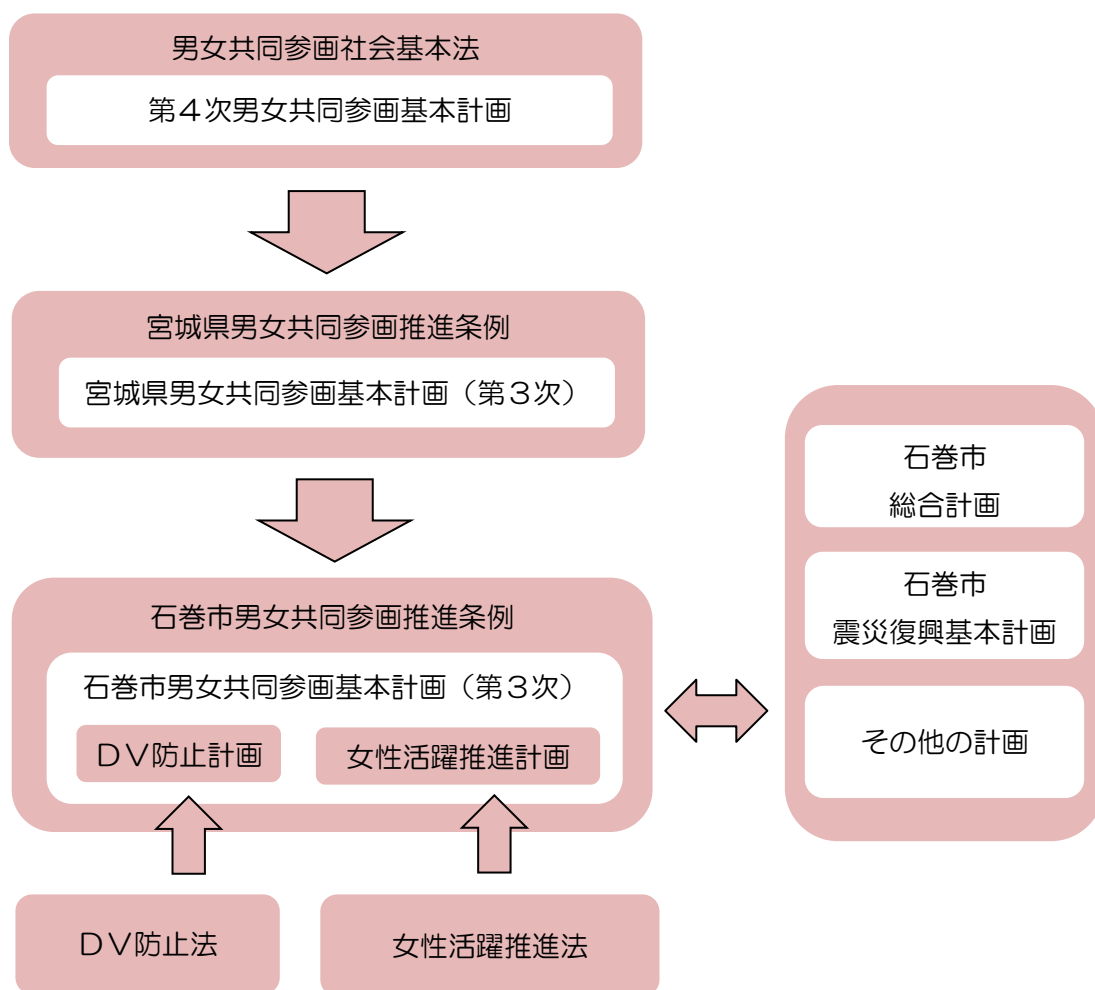 男女共同参画社会基本法
第４次男女共同参画基本計画
宮城県男女共同参画推進条例
宮城県男女共同参画基本計画（第３次）
石巻市男女共同参画推進条例
石巻市男女共同参画基本計画（第３次）
ＤＶ防止計画
女性活躍推進計画
ＤＶ防止法
女性活躍推進法
石巻市
総合計画
石巻市
震災復興基本計画
その他の計画